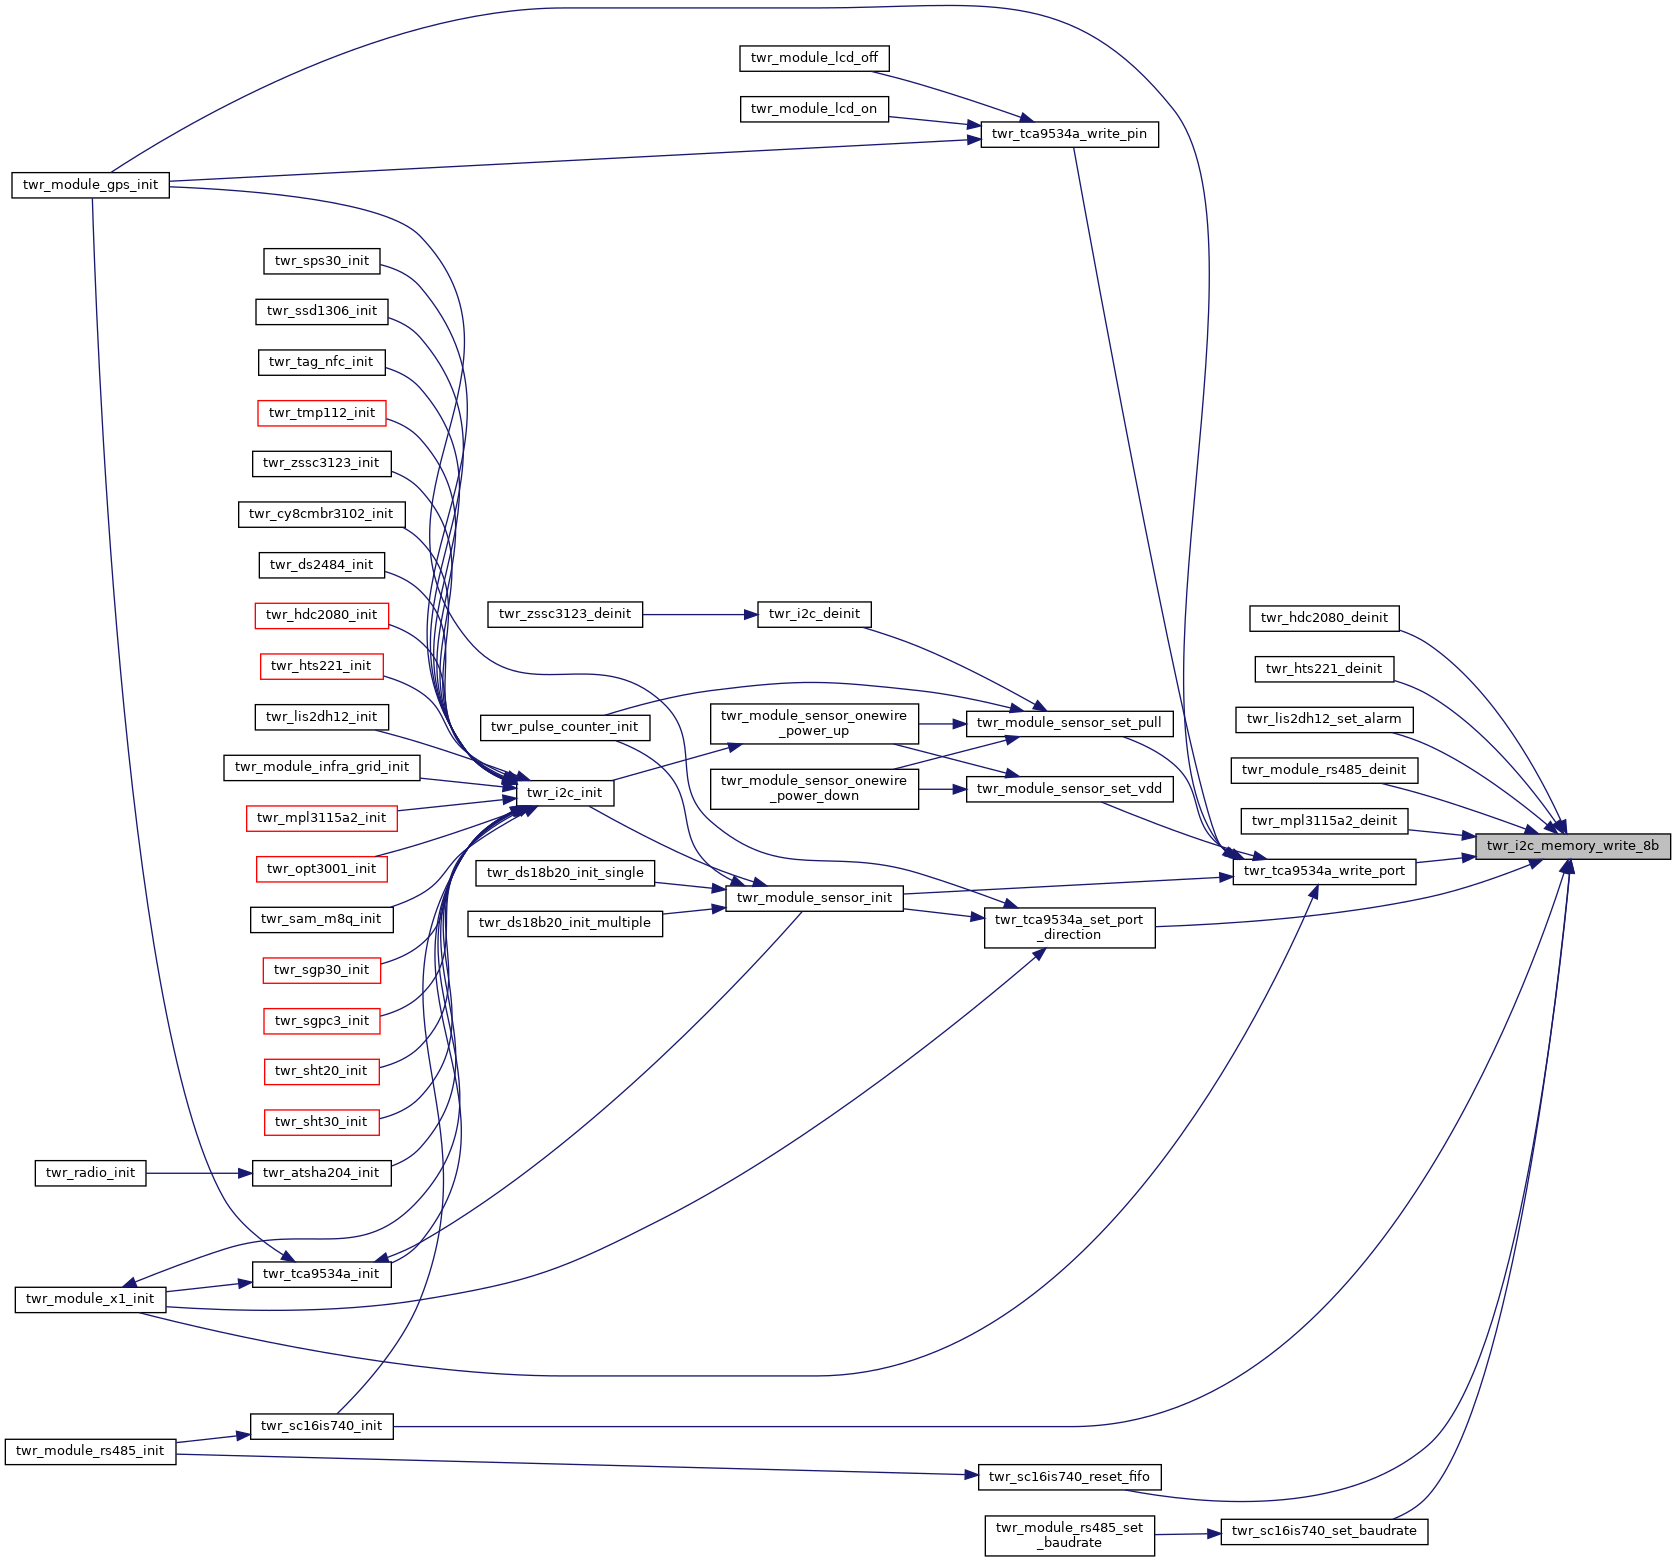 twr_module_lcd_off
twr_module_lcd_on
twr_tca9534a_write_pin
twr_module_gps_init
twr_sps30_init
twr_ssd1306_init
twr_tag_nfc_init
twr_tmp112_init
twr_zssc3123_init
twr_cy8cmbr3102_init
twr_ds2484_init
twr_hdc2080_init
twr_hts221_init
twr_lis2dh12_init
twr_module_infra_grid_init
twr_mpl3115a2_init
twr_opt3001_init
twr_sam_m8q_init
twr_sgp30_init
twr_sgpc3_init
twr_sht20_init
twr_sht30_init
twr_radio_init
twr_atsha204_init
twr_tca9534a_init
twr_module_x1_init
twr_sc16is740_init
twr_module_rs485_init
twr_zssc3123_deinit
twr_i2c_deinit
twr_pulse_counter_init
twr_module_sensor_onewire
_power_up
twr_module_sensor_set_pull
twr_i2c_init
twr_module_sensor_onewire
_power_down
twr_module_sensor_set_vdd
twr_ds18b20_init_single
twr_module_sensor_init
twr_ds18b20_init_multiple
twr_tca9534a_set_port
_direction
twr_hdc2080_deinit
twr_hts221_deinit
twr_lis2dh12_set_alarm
twr_module_rs485_deinit
twr_mpl3115a2_deinit
twr_i2c_memory_write_8b
twr_tca9534a_write_port
twr_sc16is740_reset_fifo
twr_module_rs485_set
_baudrate
twr_sc16is740_set_baudrate